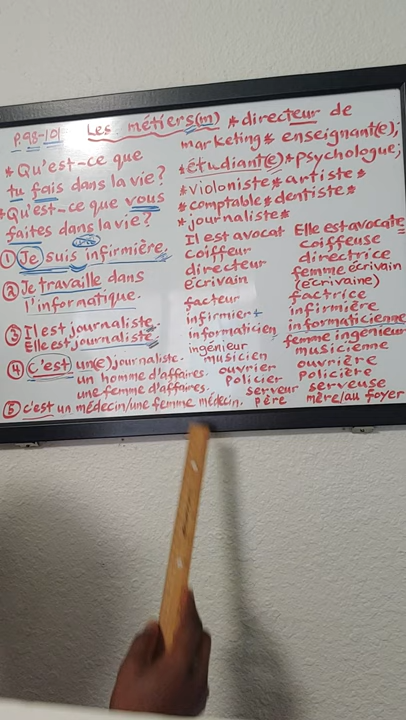 P.98-101 Les métiers(m) * directeur de
marketing * enseignant(e);
* étudiant(e) * psychologue;
* violoniste * artiste *
* comptable * dentiste *
* journaliste *
* Qu'est-ce que
tu fais dans la vie?
* Qu'est-ce que vous
faites dans la vie?
① Je suis infirmière.
② Je travaille dans
l'informatique.
③ Il est journaliste.
Elle est journaliste.
④ c'est un(e) journaliste.
un homme d'affaires.
une femme d'affaires.
⑤ c'est un médecin/une femme médecin.
Il est avocat Elle est avocate
coiffeur coiffeuse
directeur directrice
écrivain femme écrivain
(écrivaine)
facteur factrice
infirmier infirmière
informaticien informaticienne
ingénieur femme ingénieur
musicien musicienne
ouvrier ouvrière
policier policière
serveur serveuse
père mère/au foyer